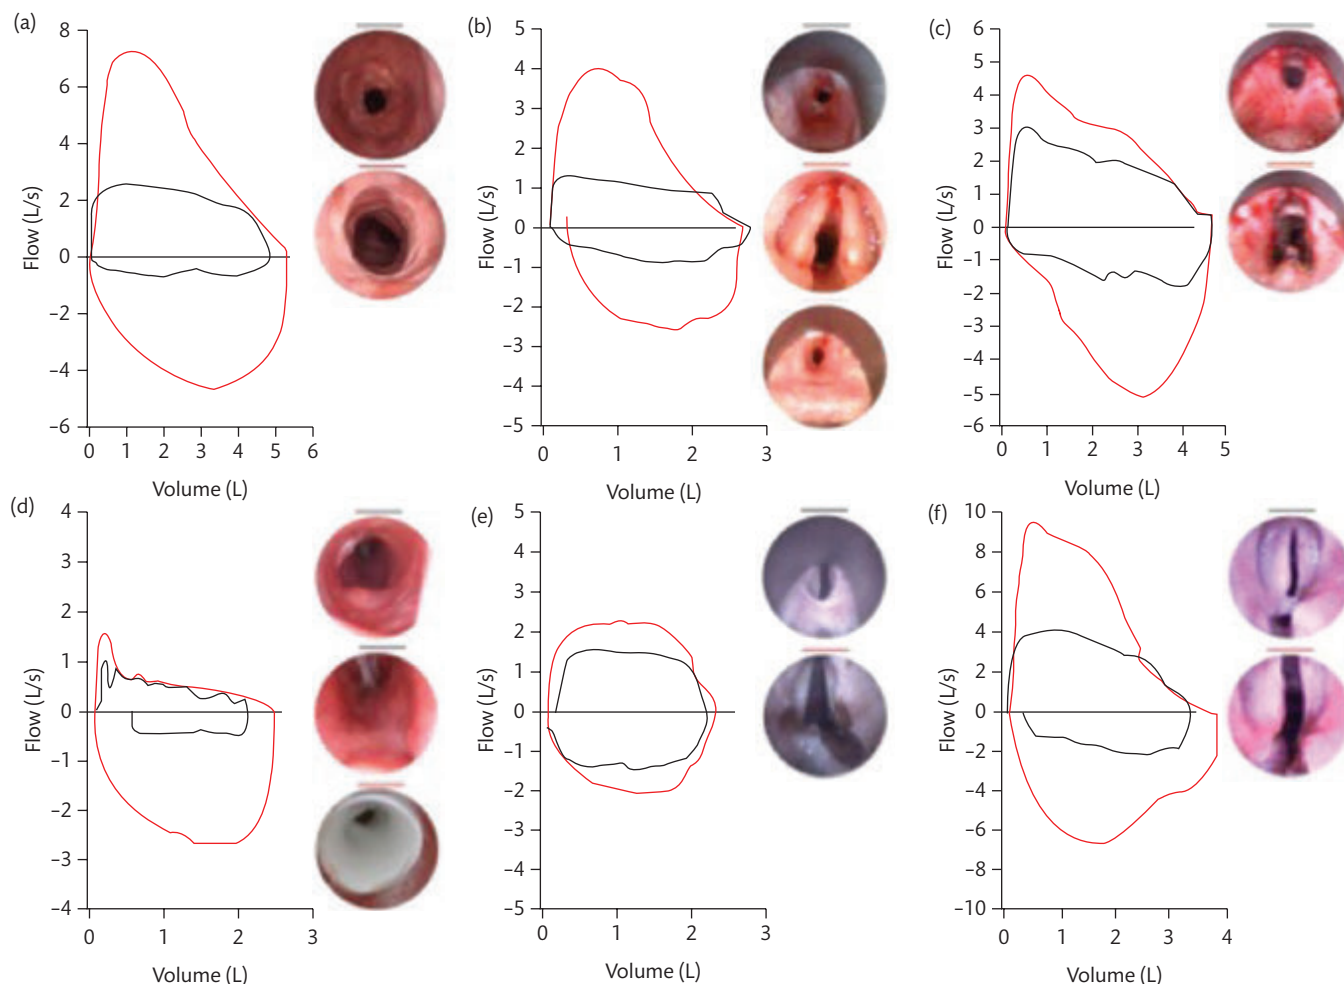 (a)
8
6
4
2
0
–2
–4
–6
Flow (L/s)
0 1 2 3 4 5 6
Volume (L)
(b)
5
4
3
2
1
0
–1
–2
–3
–4
–5
Flow (L/s)
0 1 2 3
Volume (L)
(c)
6
5
4
3
2
1
0
–1
–2
–3
–4
–5
–6
Flow (L/s)
0 1 2 3 4 5
Volume (L)
(d)
4
3
2
1
0
–1
–2
–3
–4
Flow (L/s)
0 1 2 3
Volume (L)
(e)
5
4
3
2
1
0
–1
–2
–3
–4
–5
Flow (L/s)
0 1 2 3
Volume (L)
(f)
10
8
6
4
2
0
–2
–4
–6
–8
–10
Flow (L/s)
0 1 2 3 4
Volume (L)